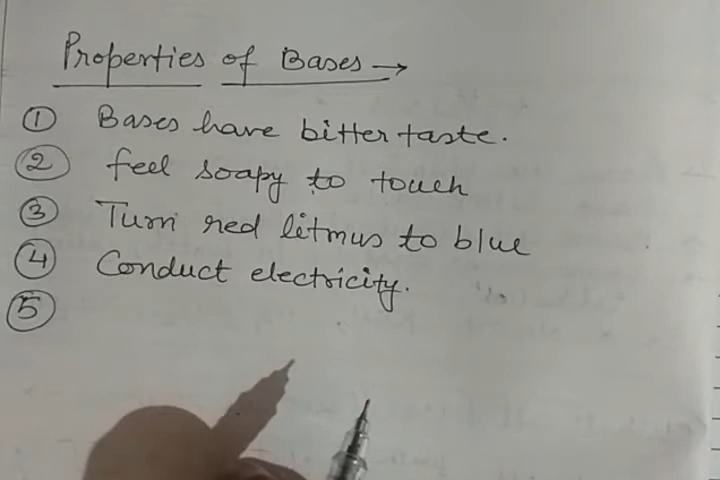 Properties of Bases →
① Bases have bitter taste.
② feel soapy to touch
③ Turn red litmus to blue
④ Conduct electricity.
⑤